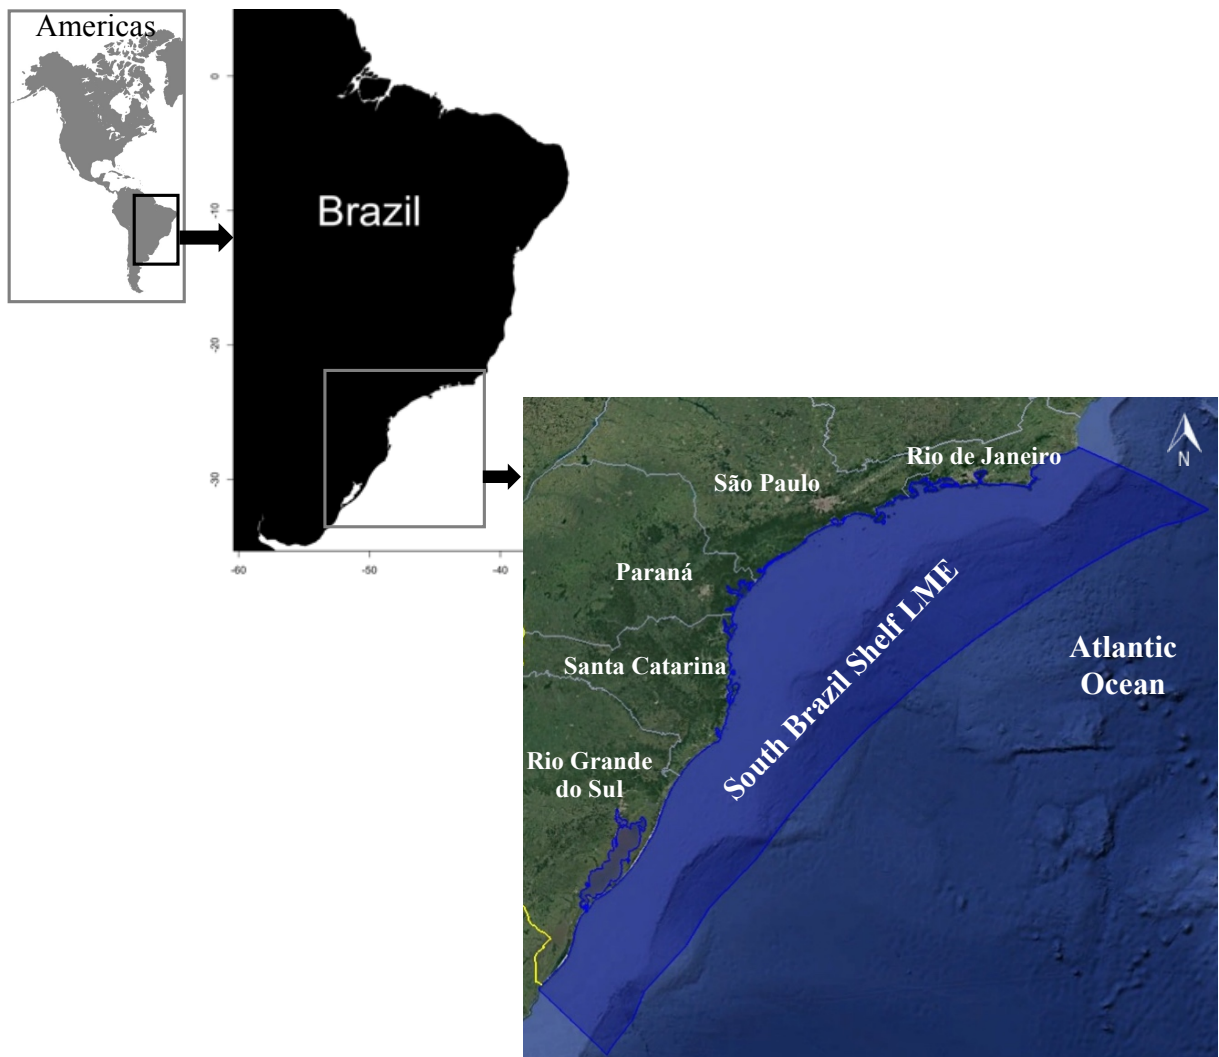 Americas
0
-10
-20
-30
-60
-50
-40
Brazil
N
Rio de Janeiro
São Paulo
Paraná
Santa Catarina
Rio Grande
do Sul
South Brazil Shelf LME
Atlantic
Ocean